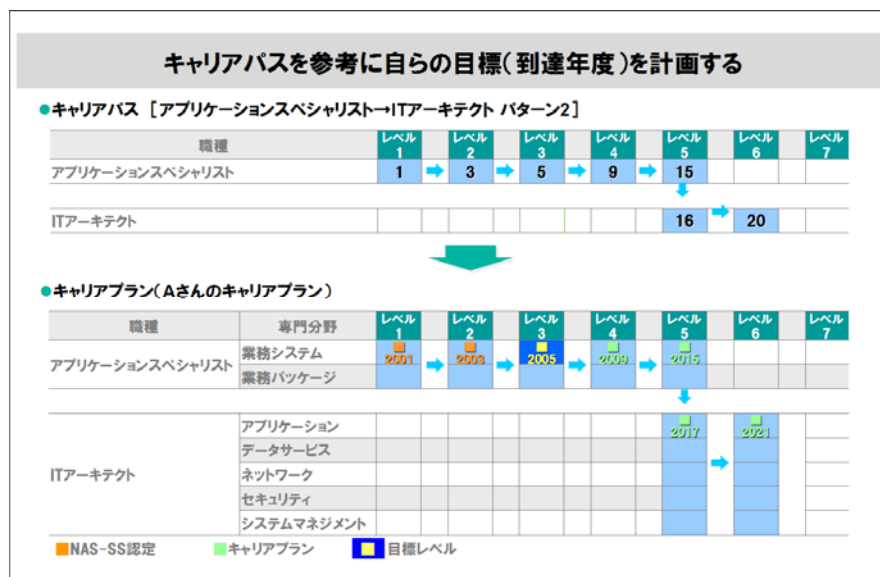 キャリアパスを参考に自らの目標(到達年度)を計画する
●キャリアパス [アプリケーションスペシャリスト→ITアーキテクト パターン2]
職種 レベル1 レベル2 レベル3 レベル4 レベル5 レベル6 レベル7
アプリケーションスペシャリスト 1 3 5 9 15
ITアーキテクト 16 20
●キャリアプラン(Aさんのキャリアプラン)
職種 専門分野 レベル1 レベル2 レベル3 レベル4 レベル5 レベル6 レベル7
アプリケーションスペシャリスト 業務システム 2001 2003 2005 2009 2015
業務パッケージ
ITアーキテクト アプリケーション 2017 2021
データサービス
ネットワーク
セキュリティ
システムマネジメント
NAS-SS認定 キャリアプラン 目標レベル